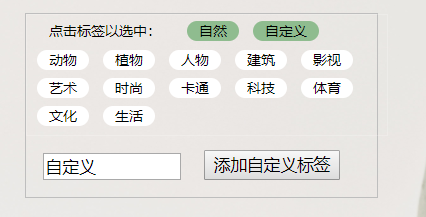 点击标签以选中： 自然 自定义
动物 植物 人物 建筑 影视
艺术 时尚 卡通 科技 体育
文化 生活
自定义 添加自定义标签